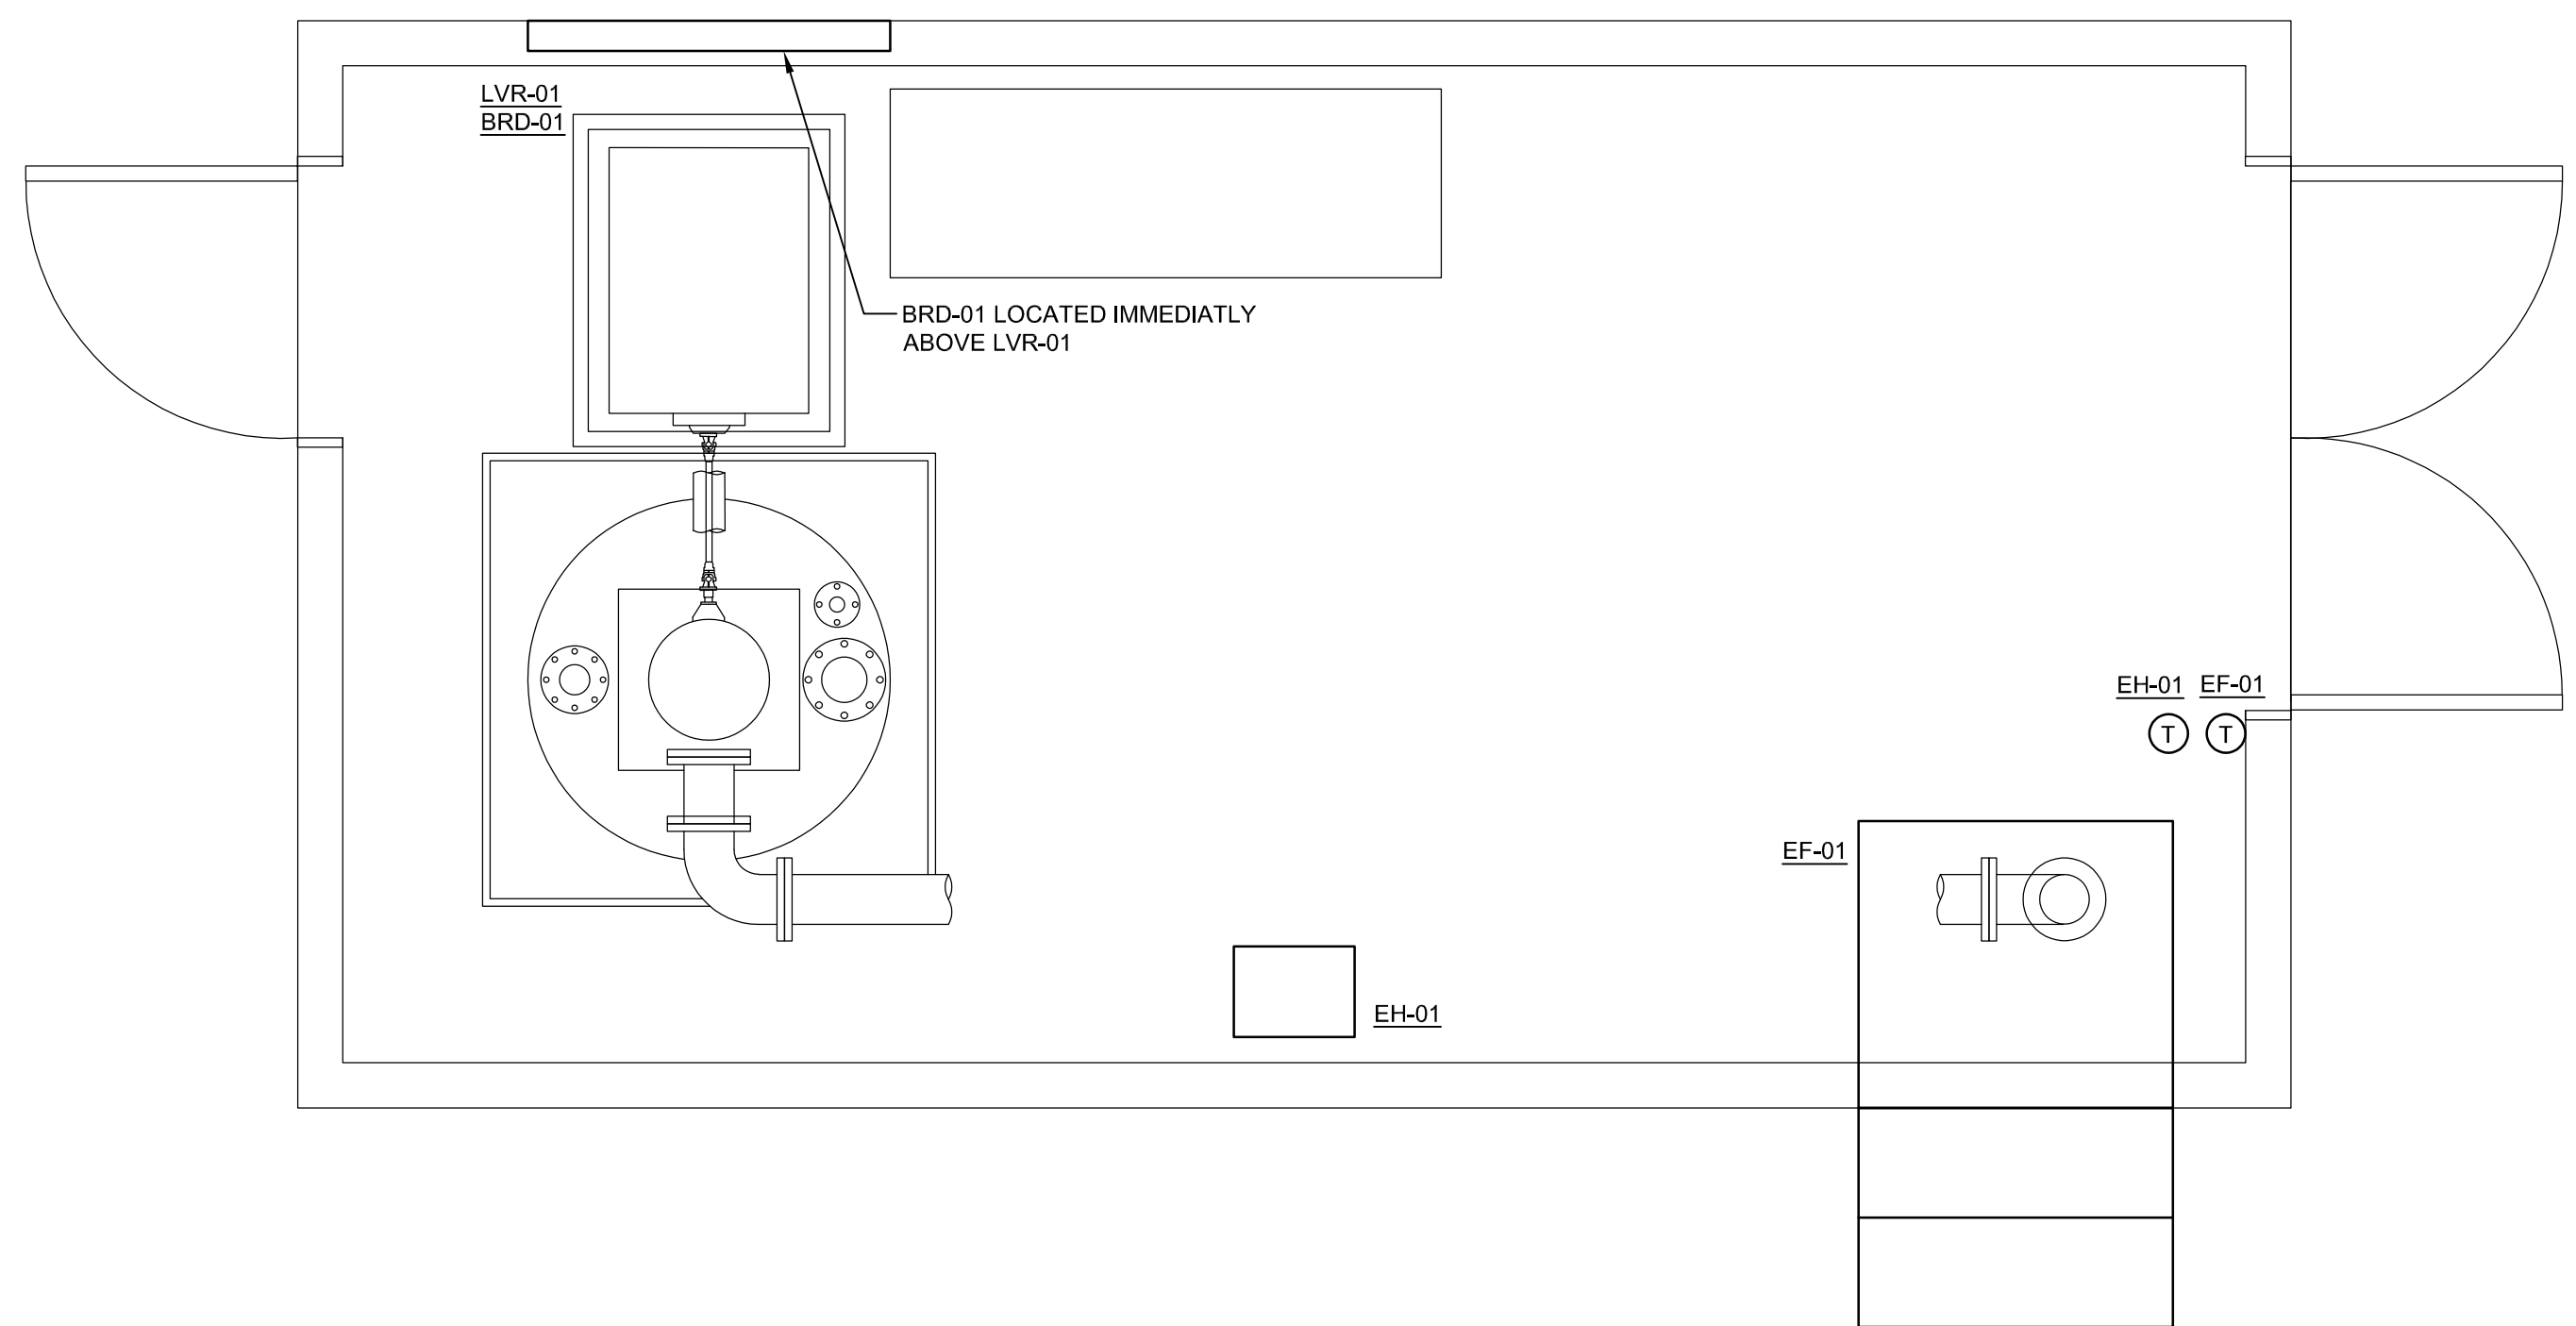 LVR-01
BRD-01
BRD-01 LOCATED IMMEDIATLY
ABOVE LVR-01
EH-01 EF-01
T T
EF-01
EH-01